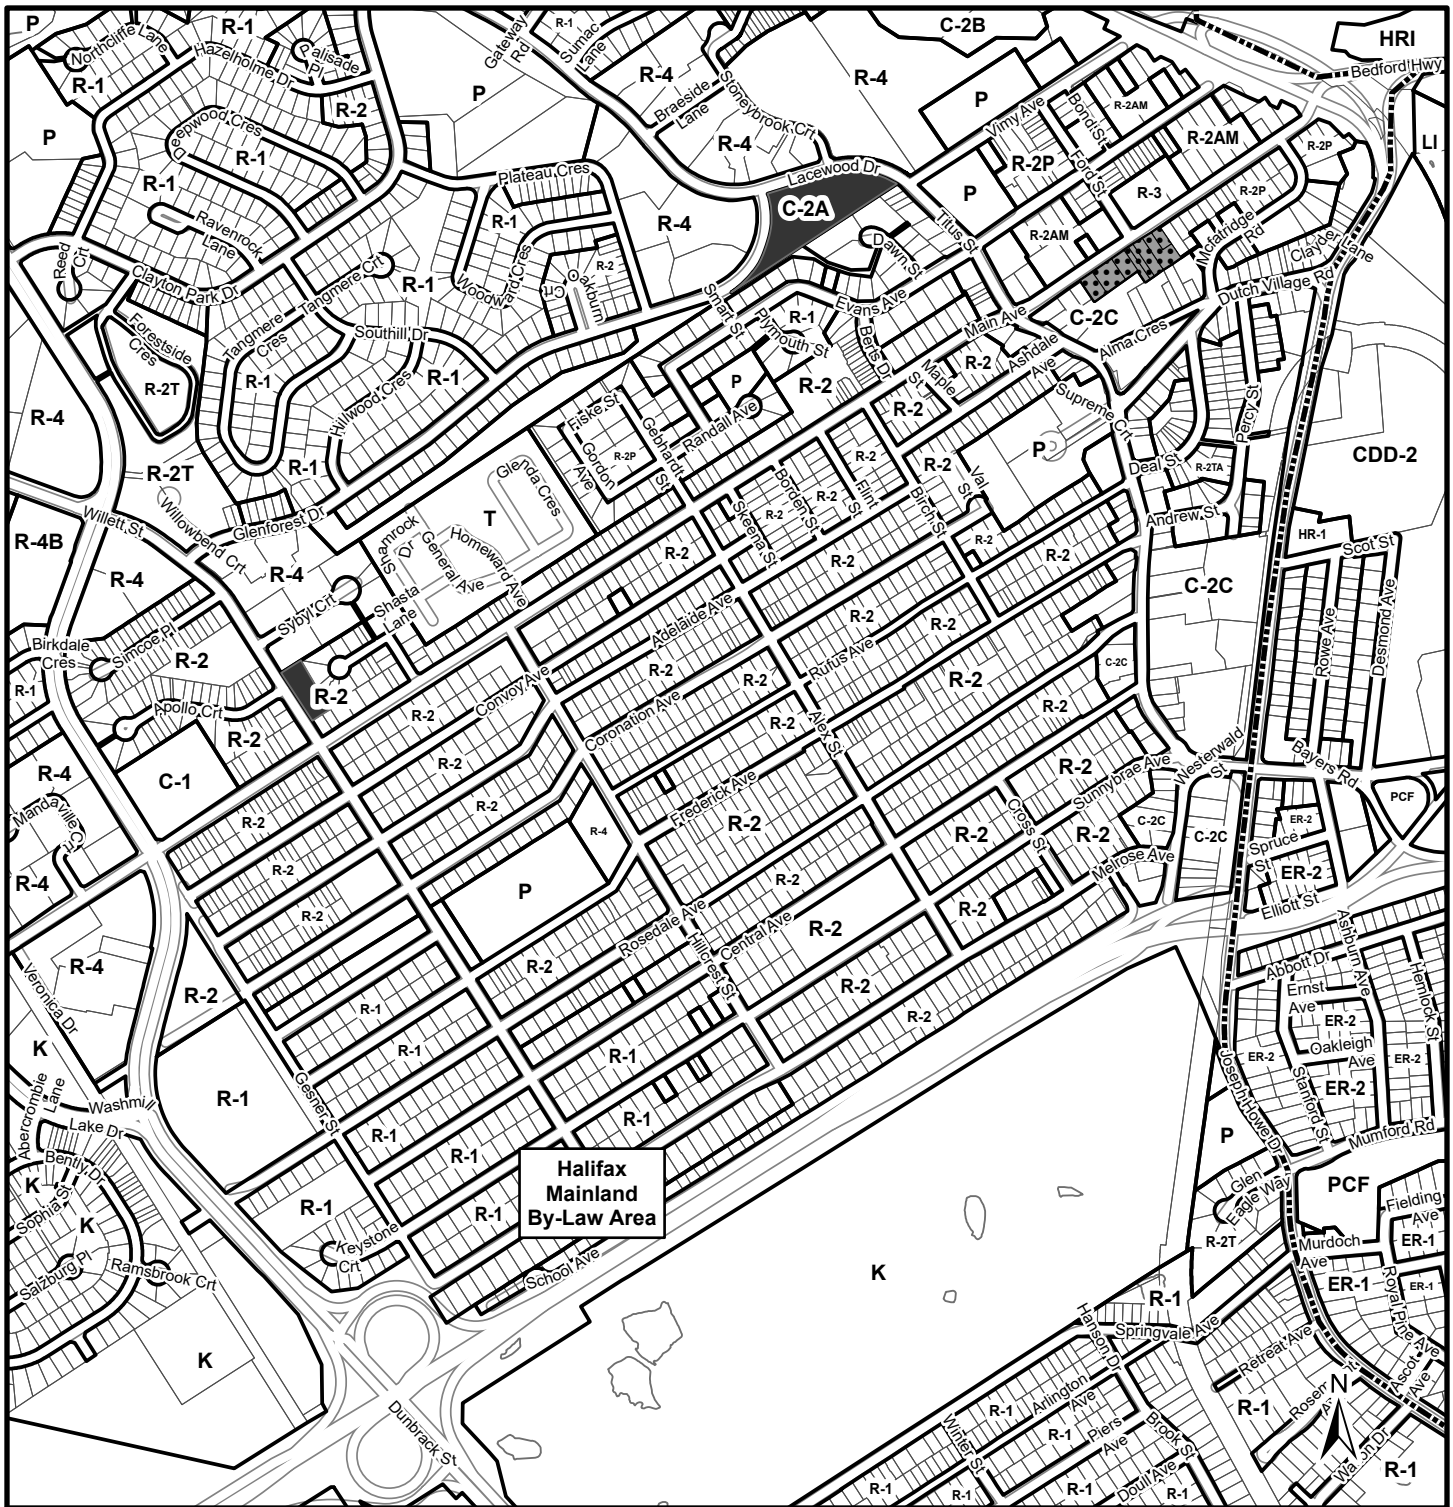 P
R-1
R-1
C-2B
HRI
Northcliffe Lane
Hazelholme Dr
Palisade Pl
Gateway Rd
Sumac Lane
R-4
R-4
Bedford Hwy
R-1
R-2
P
Braeside Lane
Stoneybrook Crt
P
Vimy Ave
Bond St
R-2AM
P
Deepwood Cres
R-1
R-4
R-2P
Ford St
R-2AM
R-2P
LI
R-1
Plateau Cres
Lacewood Dr
P
R-3
R-2P
Ravenrock Lane
R-1
R-4
C-2A
Titus St
R-2AM
Mcfatridge Rd
Reed Crt
Clayton Park Dr
Tangmere Crt
R-1
Woodward Cres
Oakburn Crt
R-2
Dawn St
Clayder Lane
Dutch Village Rd
Forestside Cres
Tangmere Cres
Southill Dr
Smart St
Evans Ave
R-1
Plymouth St
Main Ave
C-2C
Alma Cres
R-2T
R-1
Hillwood Cres
R-1
P
R-2
Beris Dr
Maple St
R-2
Ashdale Ave
R-4
Fiske St
Gordon Ave
R-2P
Gebhardt St
Randall Ave
R-2
Supreme Crt
Percy St
R-2T
R-1
Glenda Cres
T
R-2
Borden St
R-2
R-2
Flint St
R-2
Birch St
Val St
P
Deal St
R-2TA
CDD-2
Willett St
Willowbend Crt
Glenforest Dr
Shamrock Dr
General Ave
Homeward Ave
Skeena St
Andrew St
R-4B
R-4
R-4
R-2
R-2
R-2
HR-1
Scot St
Sybyl Crt
Shasta Lane
Adelaide Ave
C-2C
Rowe Ave
Desmond Ave
Birkdale Cres
Simcoe Pl
R-2
R-2
Convoy Ave
R-2
R-2
R-2
R-2
Rufus Ave
R-2
C-2C
R-1
Apollo Crt
R-2
R-2
Coronation Ave
R-2
Alex St
R-2
R-4
C-1
R-2
Frederick Ave
R-2
Sunnybrae Ave
Westerwald St
Bayers Rd
Mandaville Crt
R-2
R-2
R-4
R-2
Cross St
R-2
R-2
C-2C
C-2C
ER-2
PCF
R-4
R-2
P
R-2
Melrose Ave
Spruce St
ER-2
R-2
Rosedale Ave
Central Ave
R-2
R-2
Elliott St
R-4
Veronica Dr
R-2
R-2
Hillcrest St
R-2
R-2
Abbott Dr
Ashburn Ave
Hemlock St
R-1
Ernst Ave
ER-2
K
R-1
R-1
ER-2
Oakleigh Ave
ER-2
Abercrombie Lane
Washmill Lake Dr
R-1
Gesner St
R-1
R-1
Joseph Howe Dr
Stanford St
ER-2
Bently Dr
R-1
P
Mumford Rd
K
Sophia St
K
R-1
R-1
Halifax
Mainland
By-Law Area
Glen Eagle Way
PCF
Fielding Ave
Salzburg Pl
Ramsbrook Crt
Keystone Crt
School Ave
K
R-2T
Murdoch Ave
ER-1
ER-1
ER-1
Royal Pine Ave
K
Hanson Dr
R-1
Springvale Ave
Retreat Ave
Ascot Ave
N
Dunbrack St
Winter St
R-1
Arlington Ave
R-1
Piers Ave
Brook St
R-1
R-1
R-1
R-1
Doull Ave
R-1
R-1